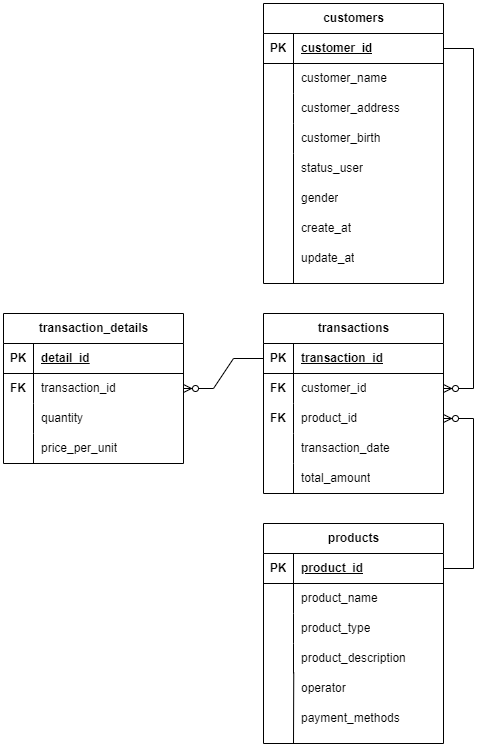 customers
PK customer_id
customer_name
customer_address
customer_birth
status_user
gender
create_at
update_at
transaction_details
PK detail_id
FK transaction_id
quantity
price_per_unit
transactions
PK transaction_id
FK customer_id
FK product_id
transaction_date
total_amount
products
PK product_id
product_name
product_type
product_description
operator
payment_methods